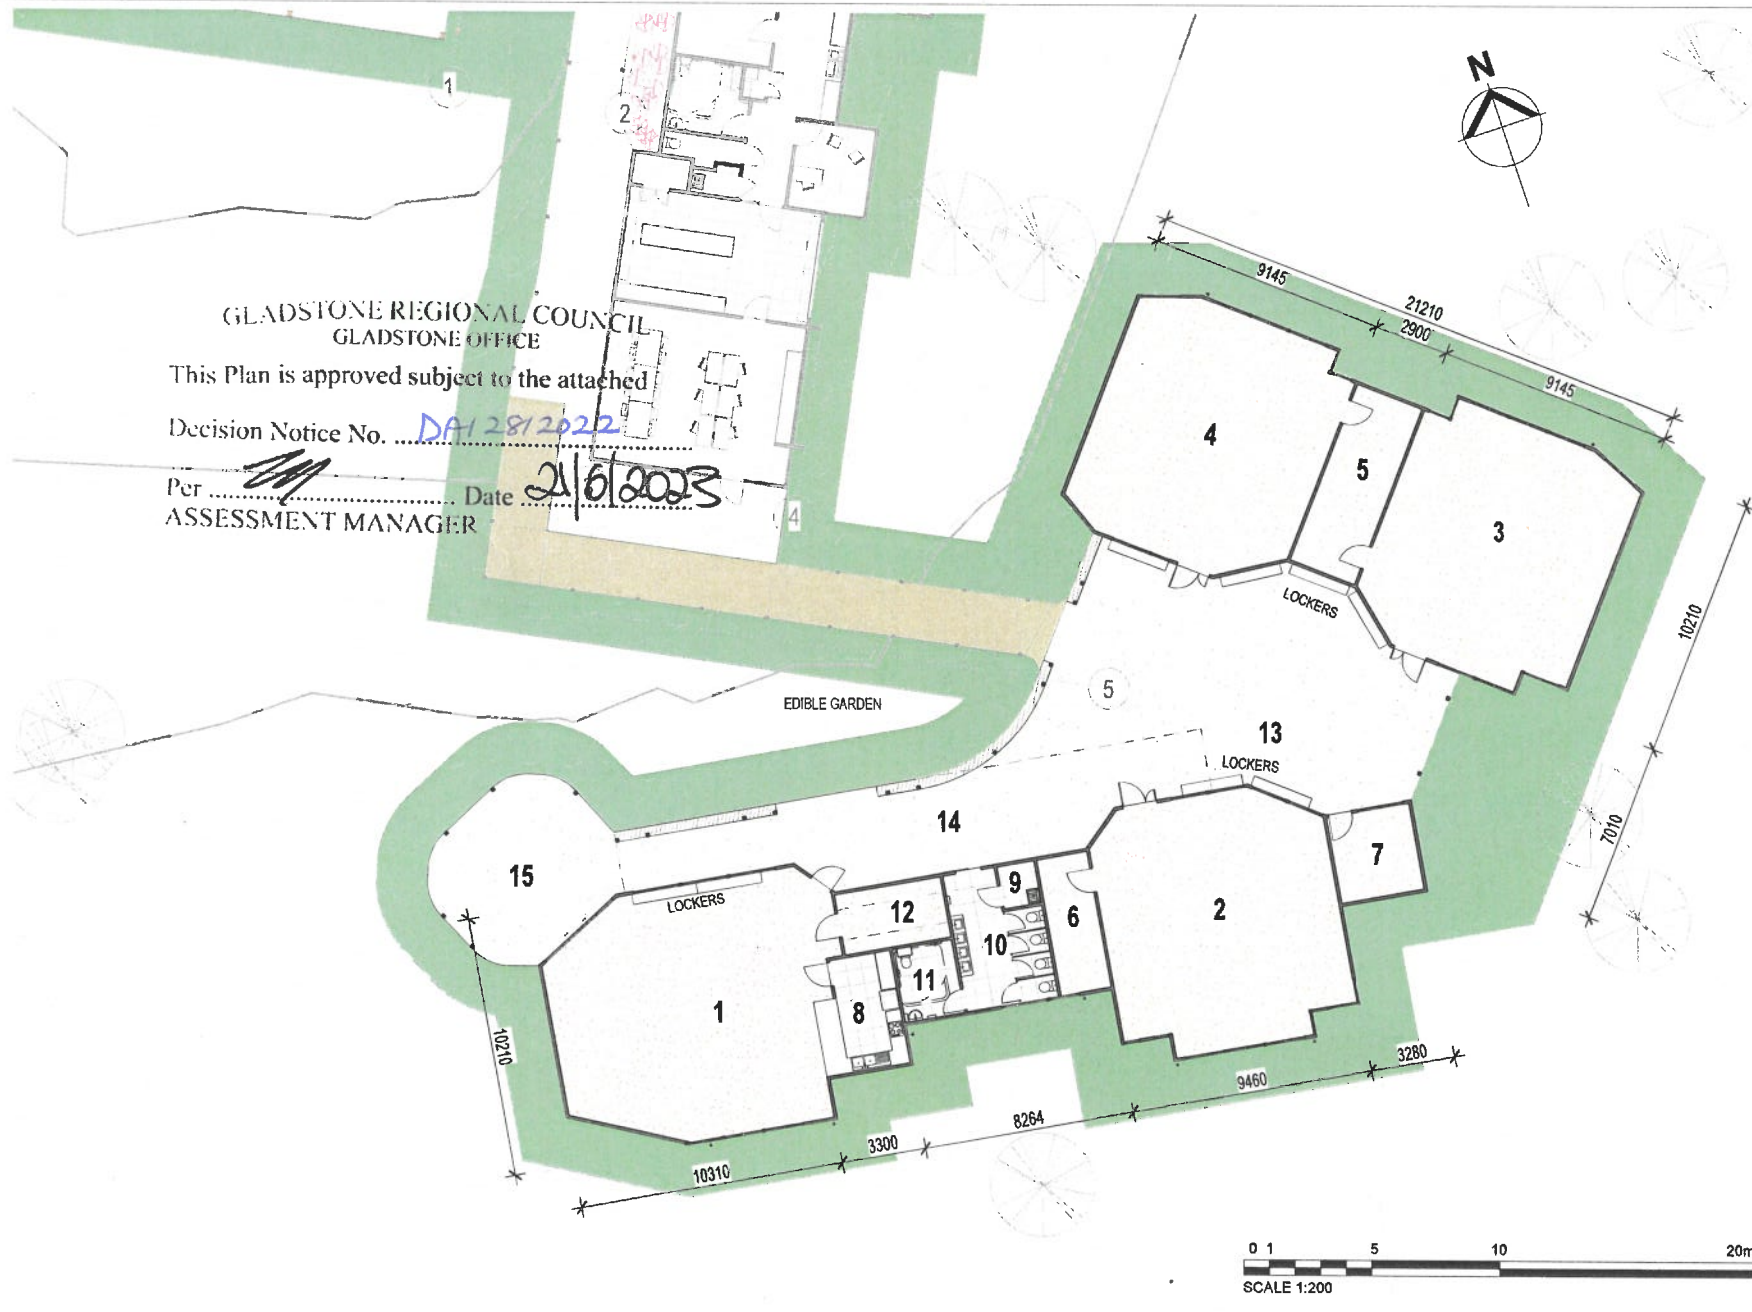 1
2
N
GLADSTONE REGIONAL COUNCIL
GLADSTONE OFFICE
This Plan is approved subject to the attached
Decision Notice No. DA/28/2022
Per Date 21/6/2023
ASSESSMENT MANAGER
4
9145
21210
2900
9145
4
5
3
LOCKERS
10210
EDIBLE GARDEN
5
13
LOCKERS
7010
14
15
LOCKERS
12
9
6
2
7
10
11
8
1
10210
3280
9460
8264
3300
10310
0 1 5 10 20m
SCALE 1:200